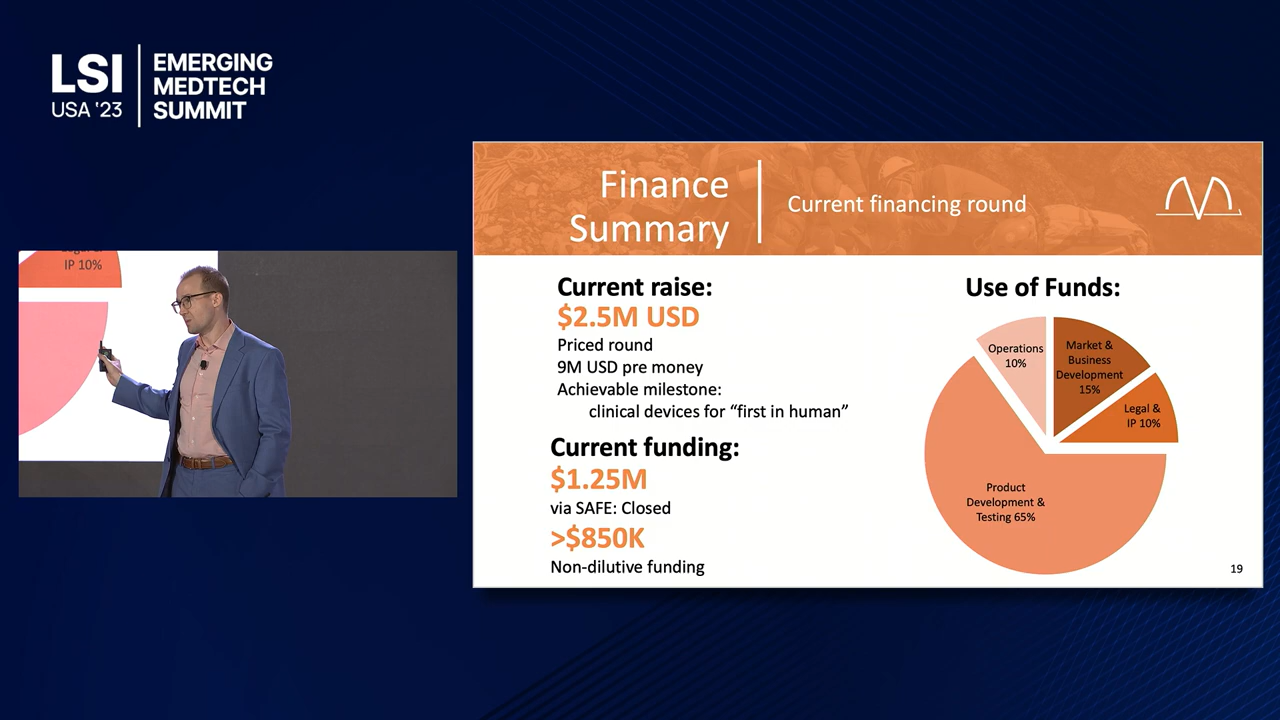 LSI
USA '23
EMERGING
MEDTECH
SUMMIT
Finance
Summary
Current financing round
Current raise:
$2.5M USD
Priced round
9M USD pre money
Achievable milestone:
clinical devices for “first in human”
Current funding:
$1.25M
via SAFE: Closed
>$850K
Non-dilutive funding
Use of Funds:
Operations
10%
Market &
Business
Development
15%
Legal &
IP 10%
Product
Development &
Testing 65%
19
IP 10%